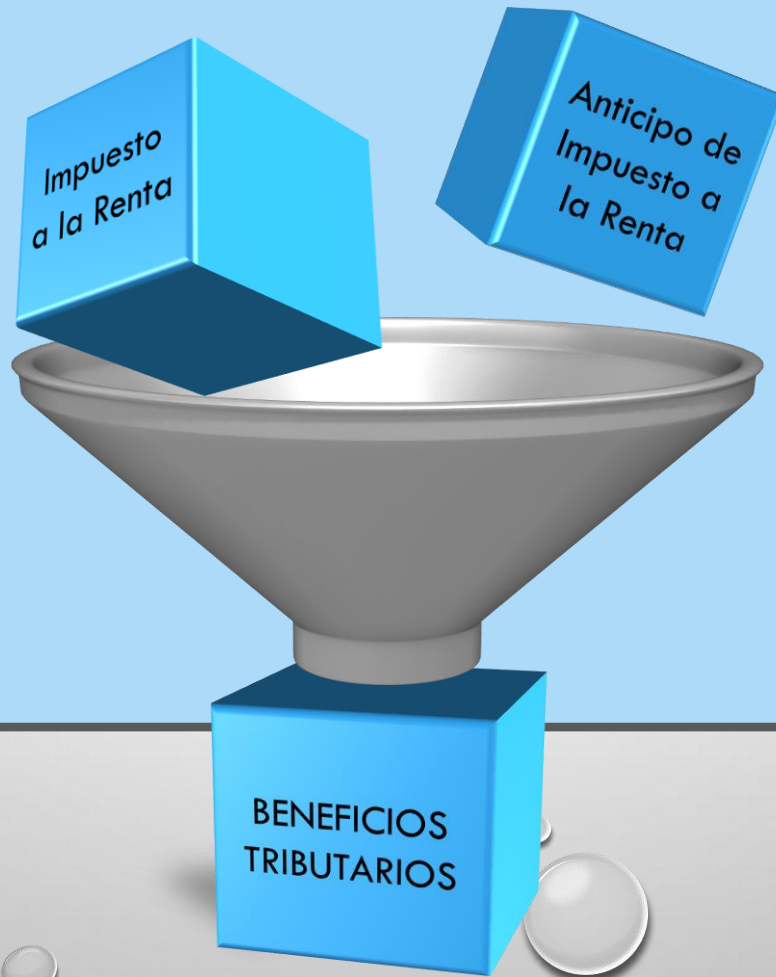 Impuesto
a la Renta
Anticipo de
Impuesto a
la Renta
BENEFICIOS
TRIBUTARIOS